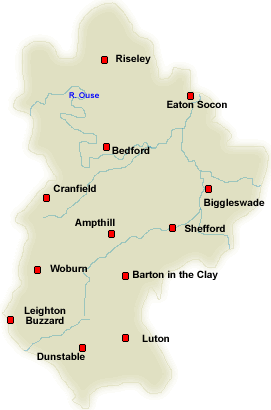 Riseley
R. Ouse
Eaton Socon
Bedford
Cranfield
Biggleswade
Ampthill
Shefford
Woburn
Barton in the Clay
Leighton
Buzzard
Luton
Dunstable